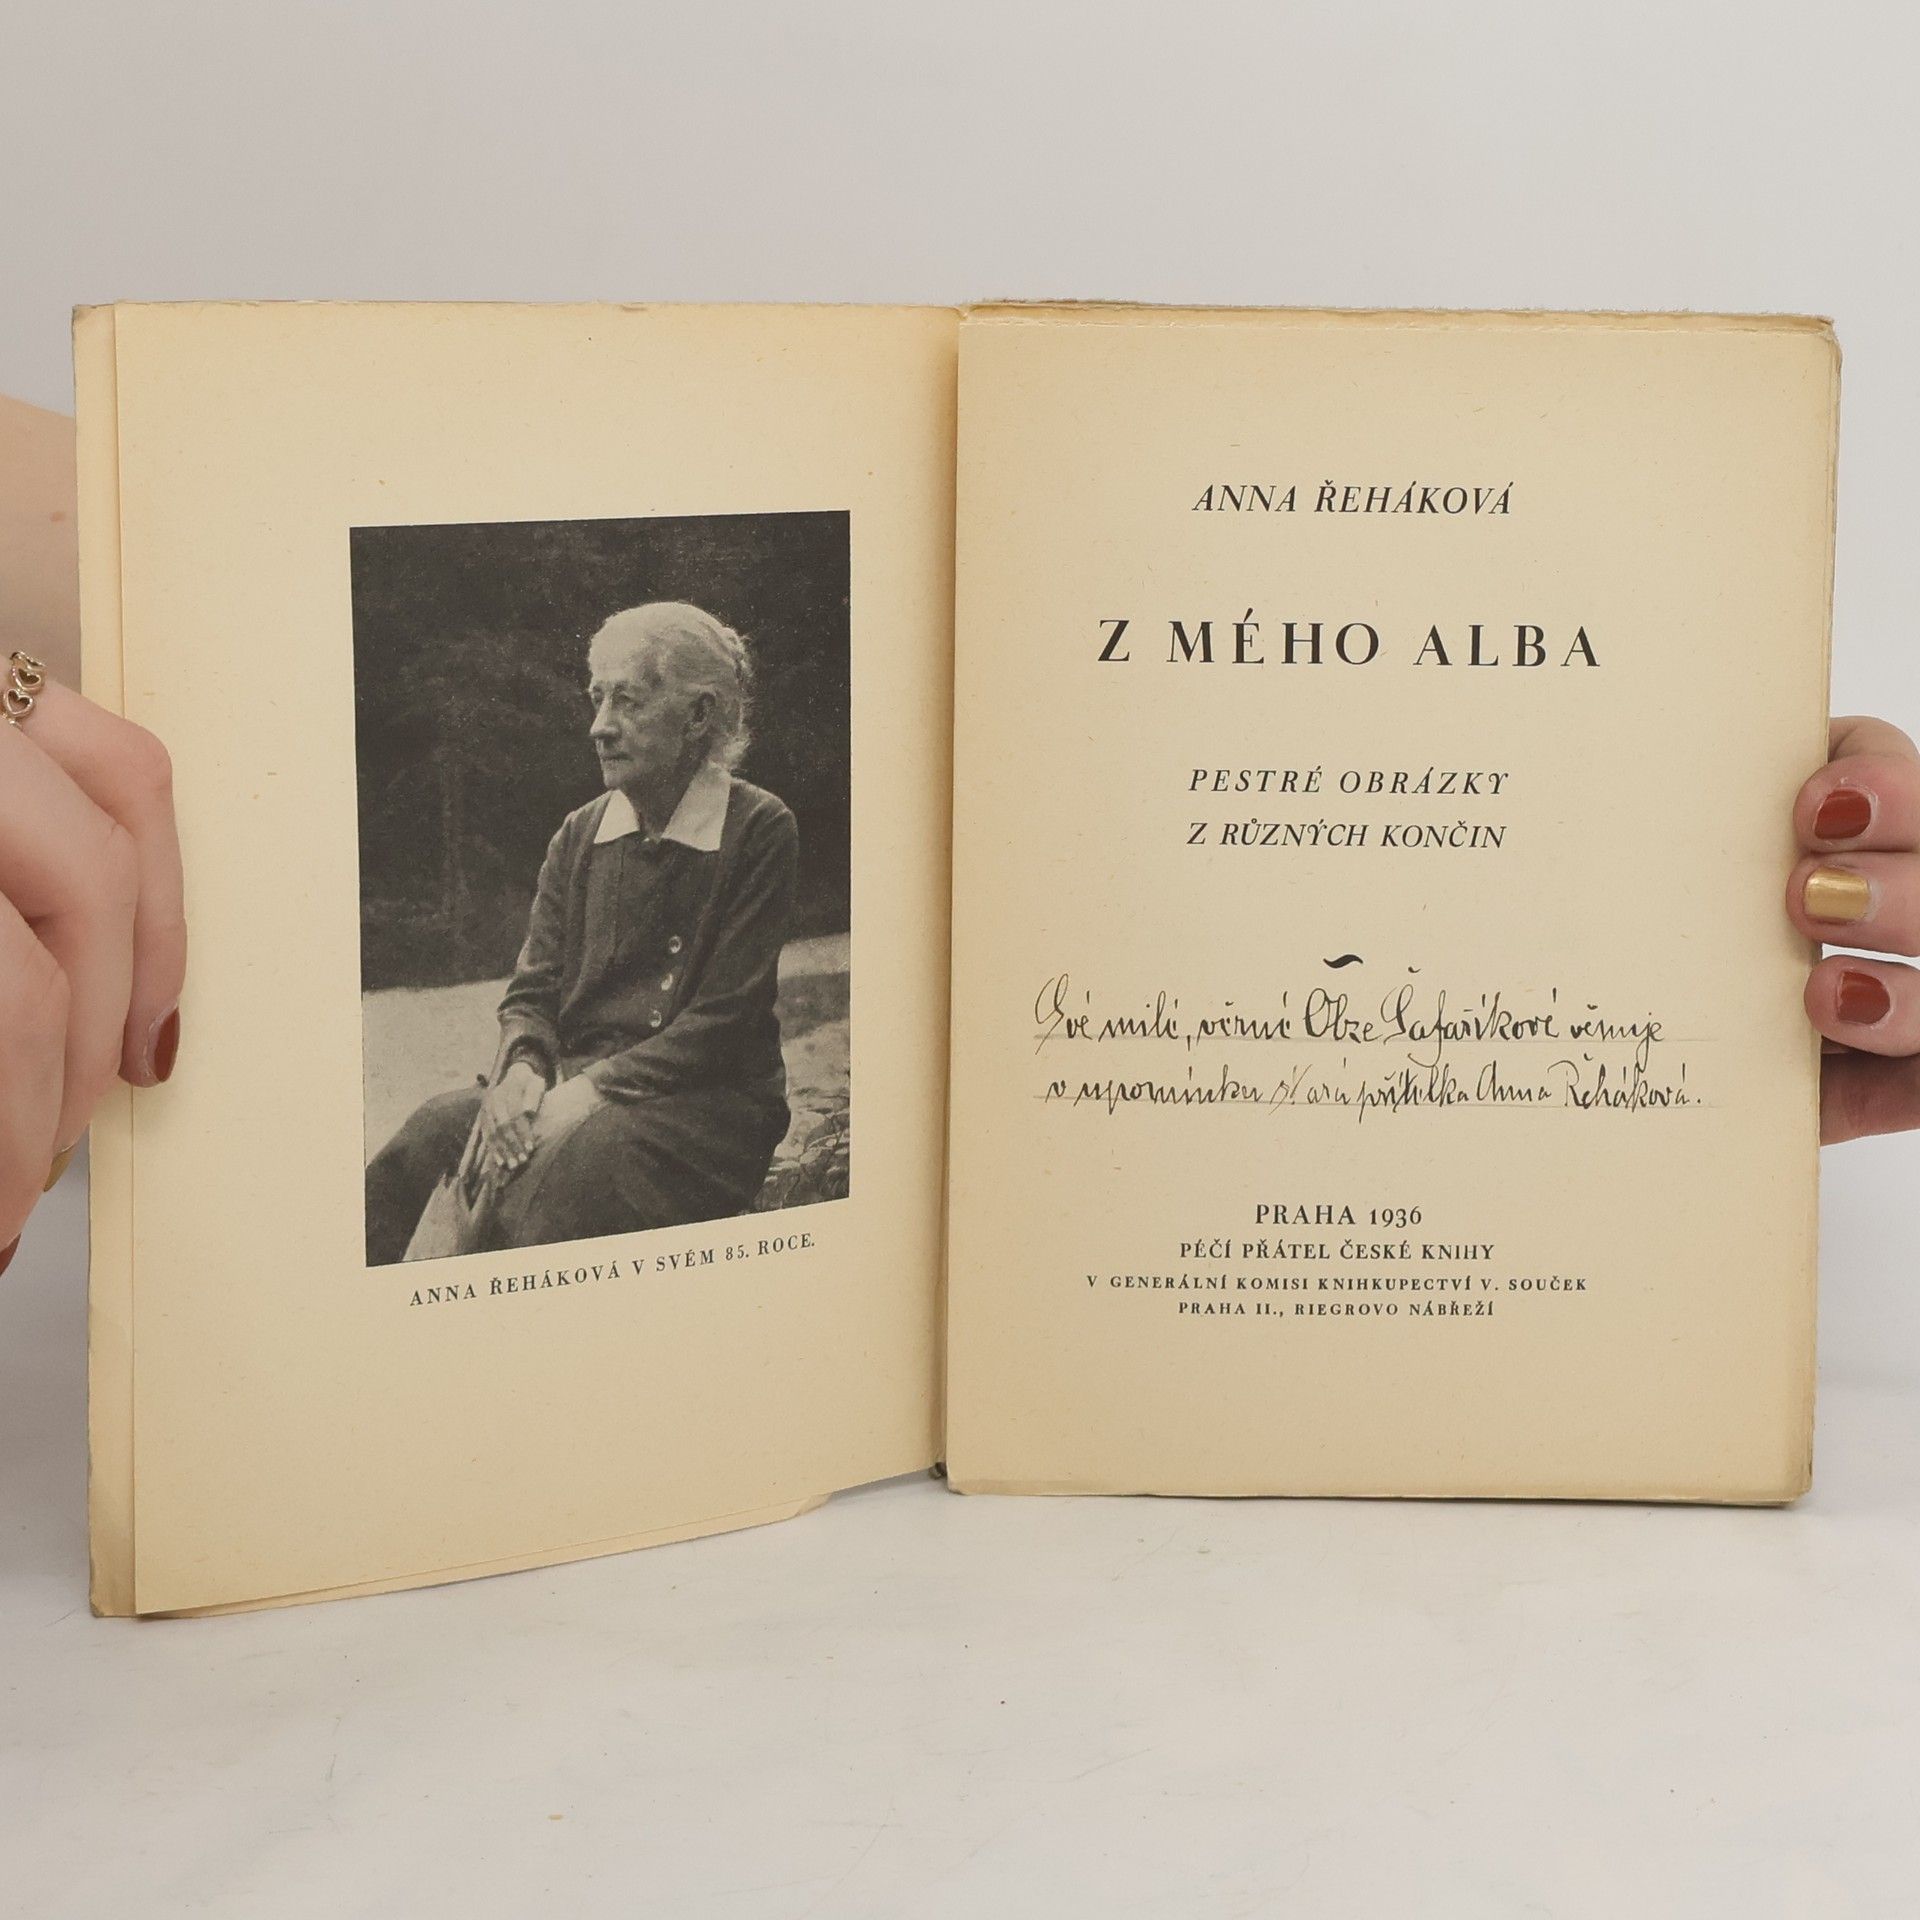 ANNA ŘEHÁKOVÁ V SVÉM 85. ROCE.
ANNA ŘEHÁKOVÁ
Z MÉHO ALBA
PESTRÉ OBRÁZKY
Z RŮZNÝCH KONČIN
Své milé, věrné Olze Šafaříkové věnuje
v upomínku stará přítelka Anna Řeháková.
PRAHA 1936
PÉČÍ PŘÁTEL ČESKÉ KNIHY
V GENERÁLNÍ KOMISI KNIHKUPECTVÍ V. SOUČEK
PRAHA II., RIEGROVO NÁBŘEŽÍ